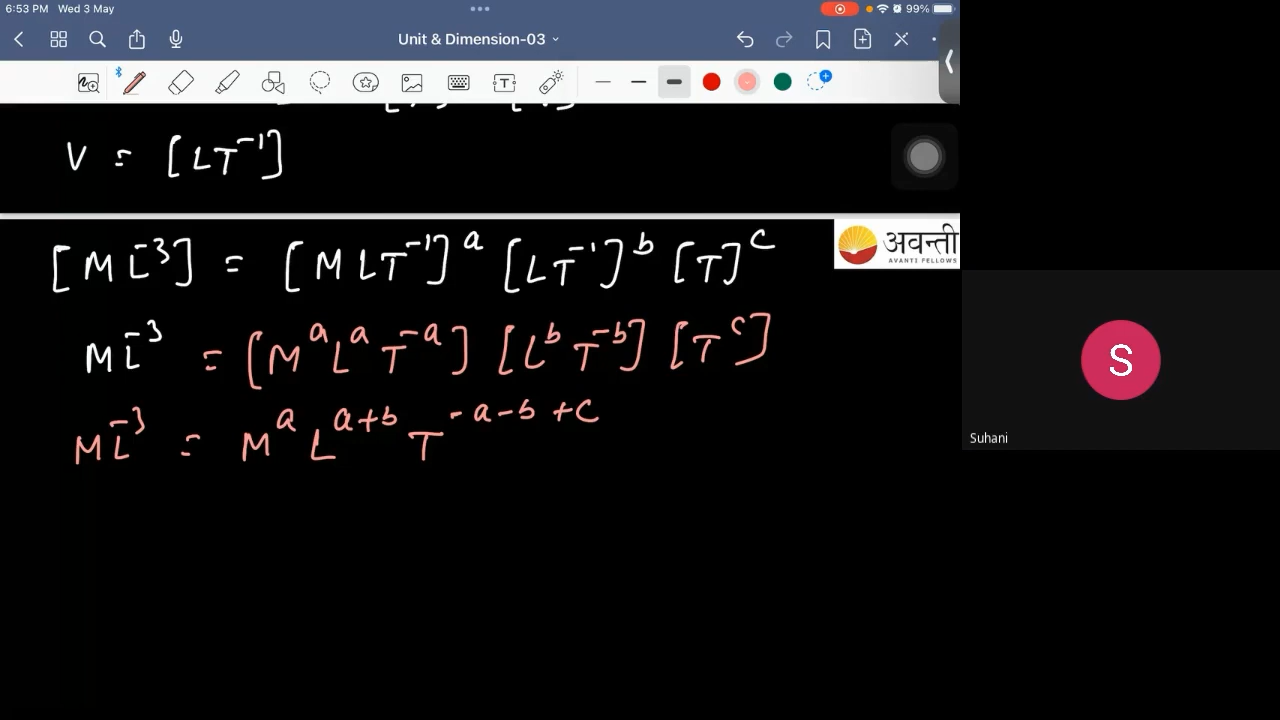 6:53 PM Wed 3 May
99%
Unit & Dimension-03
T
V = [LT⁻¹]
[ML⁻³] = [MLT⁻¹]ᵃ [LT⁻¹]ᵇ [T]ᶜ
अवन्ती
AVANTI FELLOWS
ML⁻³ = [MᵃLᵃT⁻ᵃ] [LᵇT⁻ᵇ] [Tᶜ]
ML⁻³ = Mᵃ Lᵃ⁺ᵇ T⁻ᵃ⁻ᵇ⁺ᶜ
S
Suhani